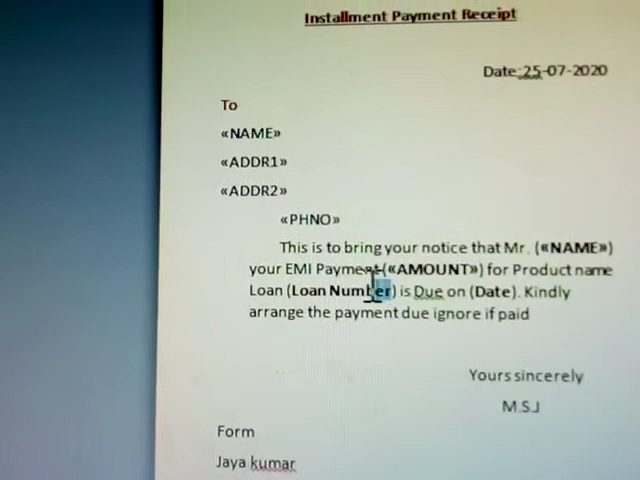 Installment Payment Receipt
Date:25-07-2020
To
«NAME»
«ADDR1»
«ADDR2»
«PHNO»
This is to bring your notice that Mr. («NAME»)
your EMI Payment («AMOUNT») for Product name
Loan (Loan Number) is Due on (Date). Kindly
arrange the payment due ignore if paid
Yours sincerely
M.S.J
Form
Jaya kumar